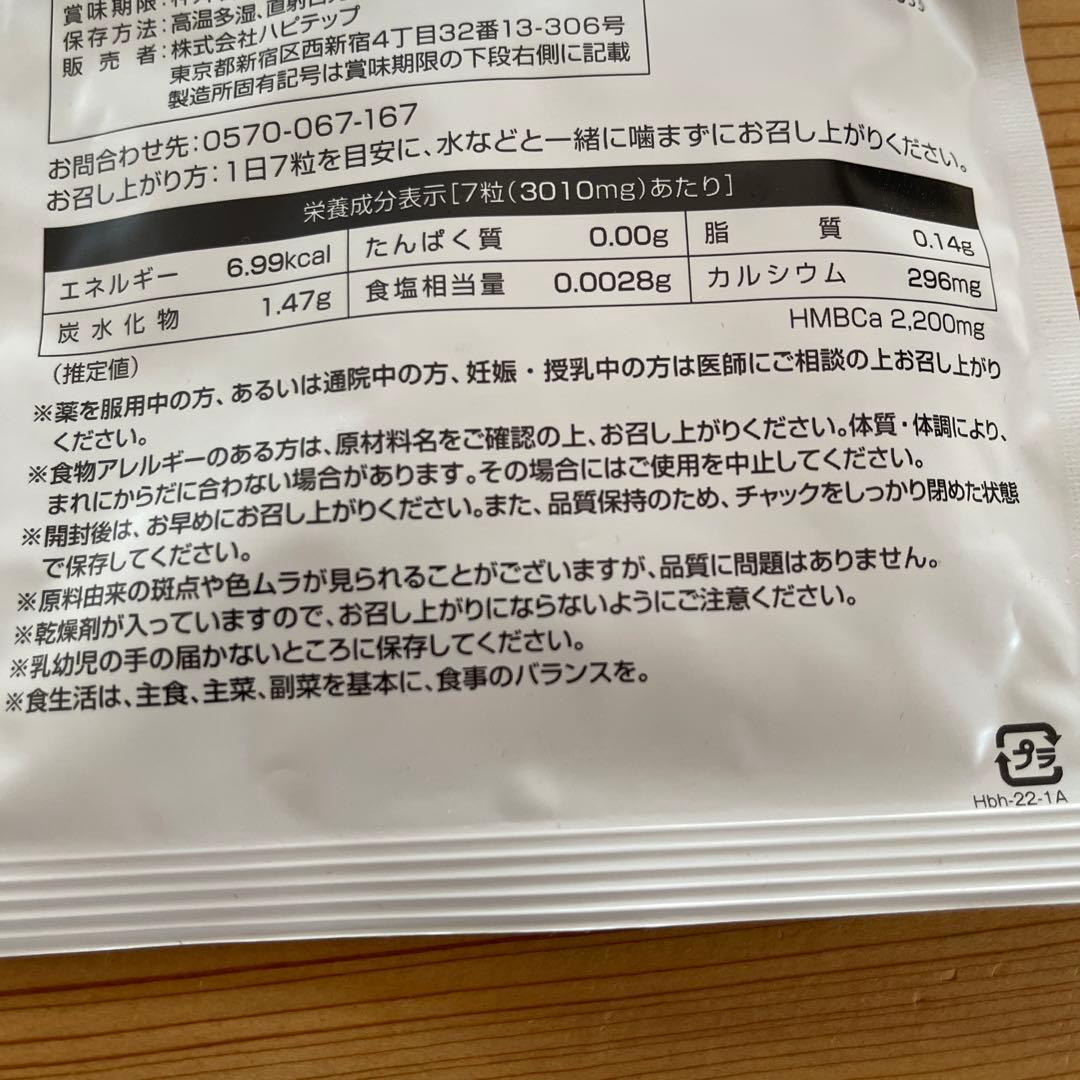 賞味期限:枠外
保存方法:高温多湿、直射日光
販売者:株式会社ハピテップ
東京都新宿区西新宿4丁目32番13-306号
製造所固有記号は賞味期限の下段右側に記載
お問合わせ先:0570-067-167
お召し上がり方:1日7粒を目安に、水などと一緒に噛まずにお召し上がりください。
栄養成分表示[7粒(3010mg)あたり]
エネルギー 6.99kcal たんぱく質 0.00g 脂質 0.14g
炭水化物 1.47g 食塩相当量 0.0028g カルシウム 296mg
(推定値) HMBCa 2,200mg
※薬を服用中の方、あるいは通院中の方、妊娠・授乳中の方は医師にご相談の上お召し上がり
ください。
※食物アレルギーのある方は、原材料名をご確認の上、お召し上がりください。体質・体調により、
まれにからだに合わない場合があります。その場合にはご使用を中止してください。
※開封後は、お早めにお召し上がりください。また、品質保持のため、チャックをしっかり閉めた状態
で保存してください。
※原料由来の斑点や色ムラが見られることがございますが、品質に問題はありません。
※乾燥剤が入っていますので、お召し上がりにならないようにご注意ください。
※乳幼児の手の届かないところに保存してください。
※食生活は、主食、主菜、副菜を基本に、食事のバランスを。
プラ
Hbh-22-1A